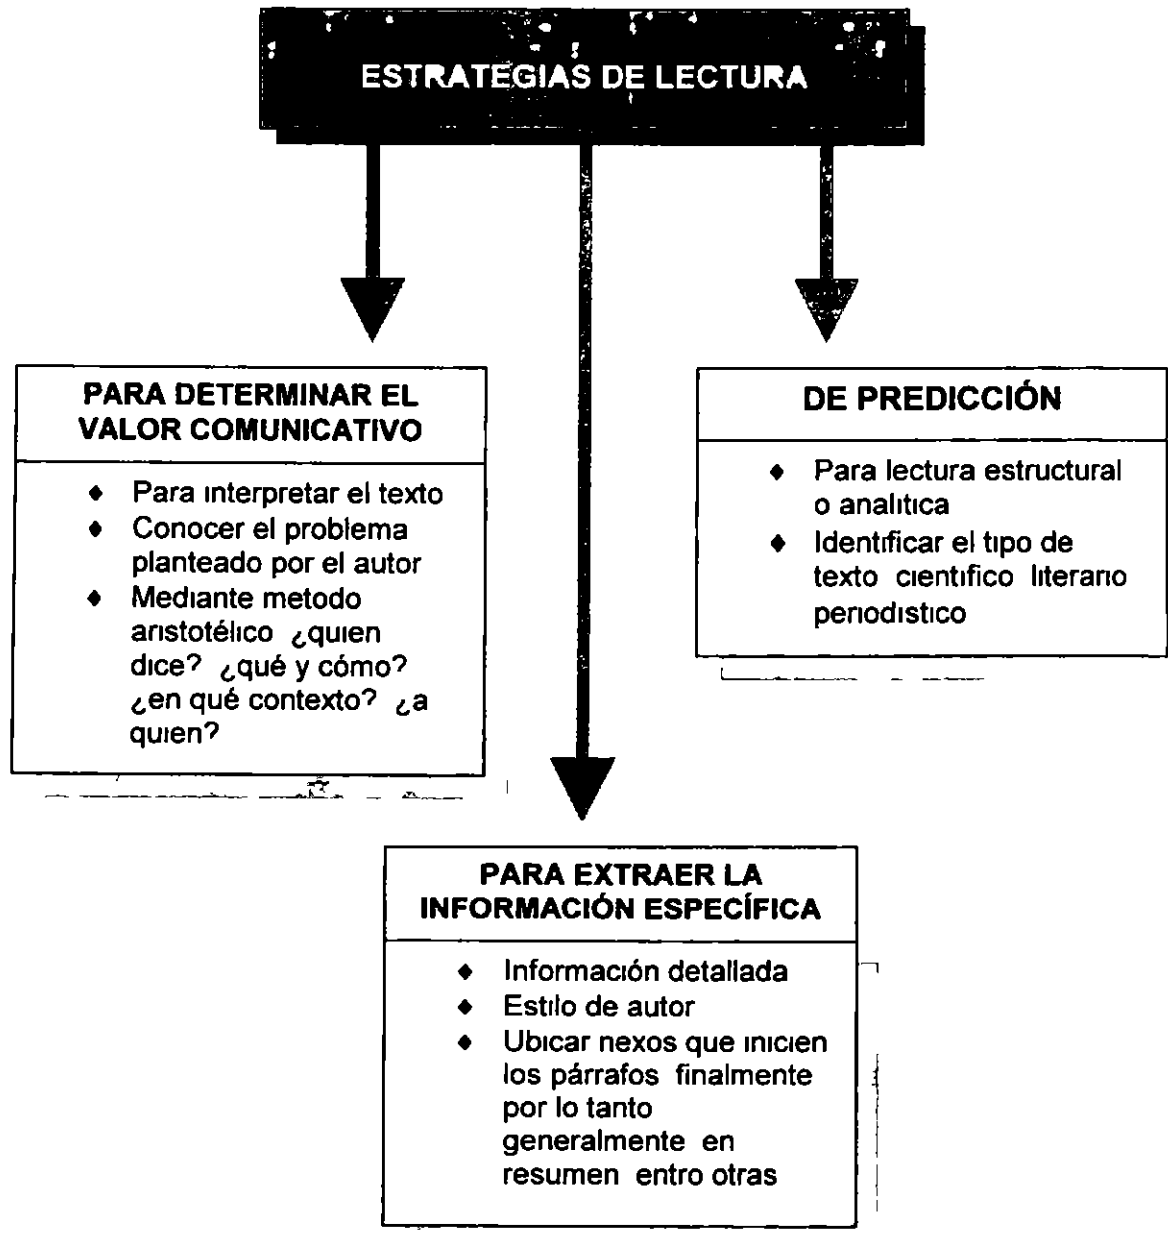 ESTRATEGIAS DE LECTURA
PARA DETERMINAR EL
VALOR COMUNICATIVO
♦ Para interpretar el texto
♦ Conocer el problema
planteado por el autor
♦ Mediante metodo
aristotélico ¿quien
dice? ¿qué y cómo?
¿en qué contexto? ¿a
quien?
DE PREDICCIÓN
♦ Para lectura estructural
o analitica
♦ Identificar el tipo de
texto cientifico literario
periodistico
PARA EXTRAER LA
INFORMACIÓN ESPECÍFICA
♦ Información detallada
♦ Estilo de autor
♦ Ubicar nexos que inicien
los párrafos finalmente
por lo tanto
generalmente en
resumen entro otras